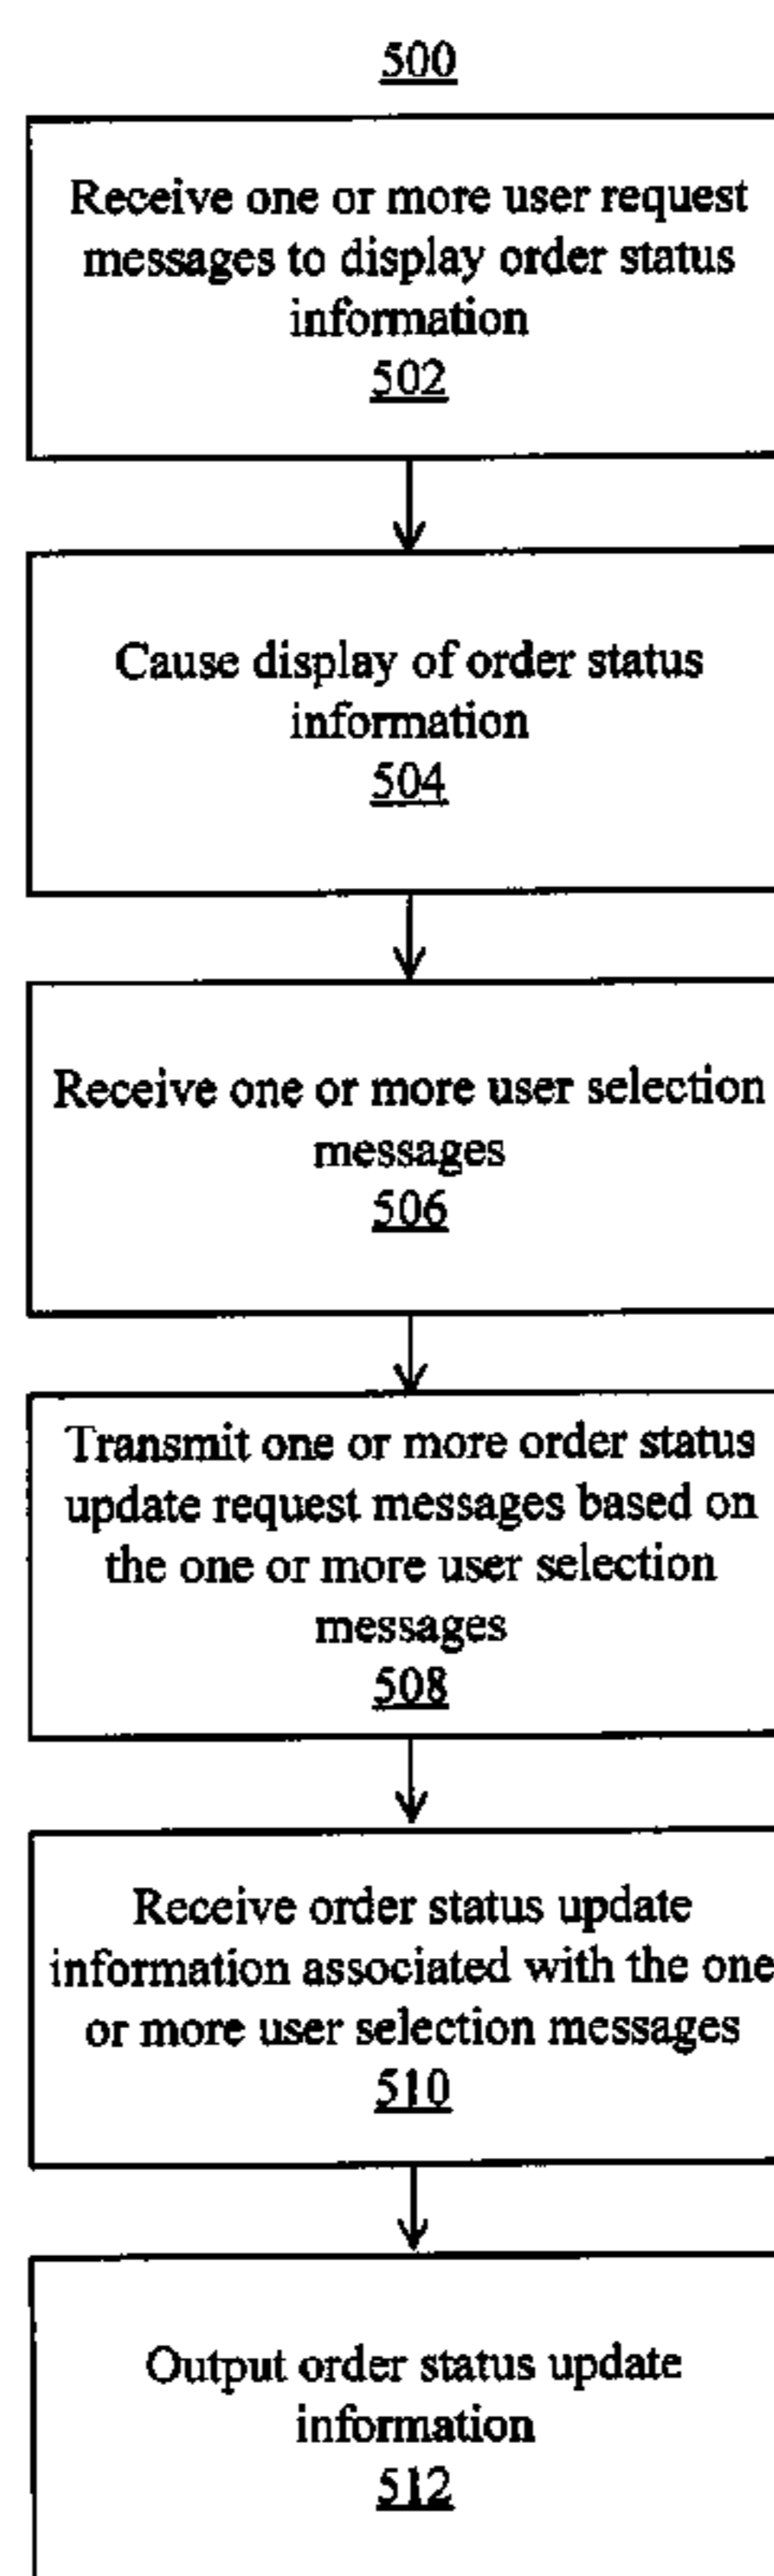 500
Receive one or more user request
messages to display order status
information
502
Cause display of order status
information
504
Receive one or more user selection
messages
506
Transmit one or more order status
update request messages based on
the one or more user selection
messages
508
Receive order status update
information associated with the one
or more user selection messages
510
Output order status update
information
512